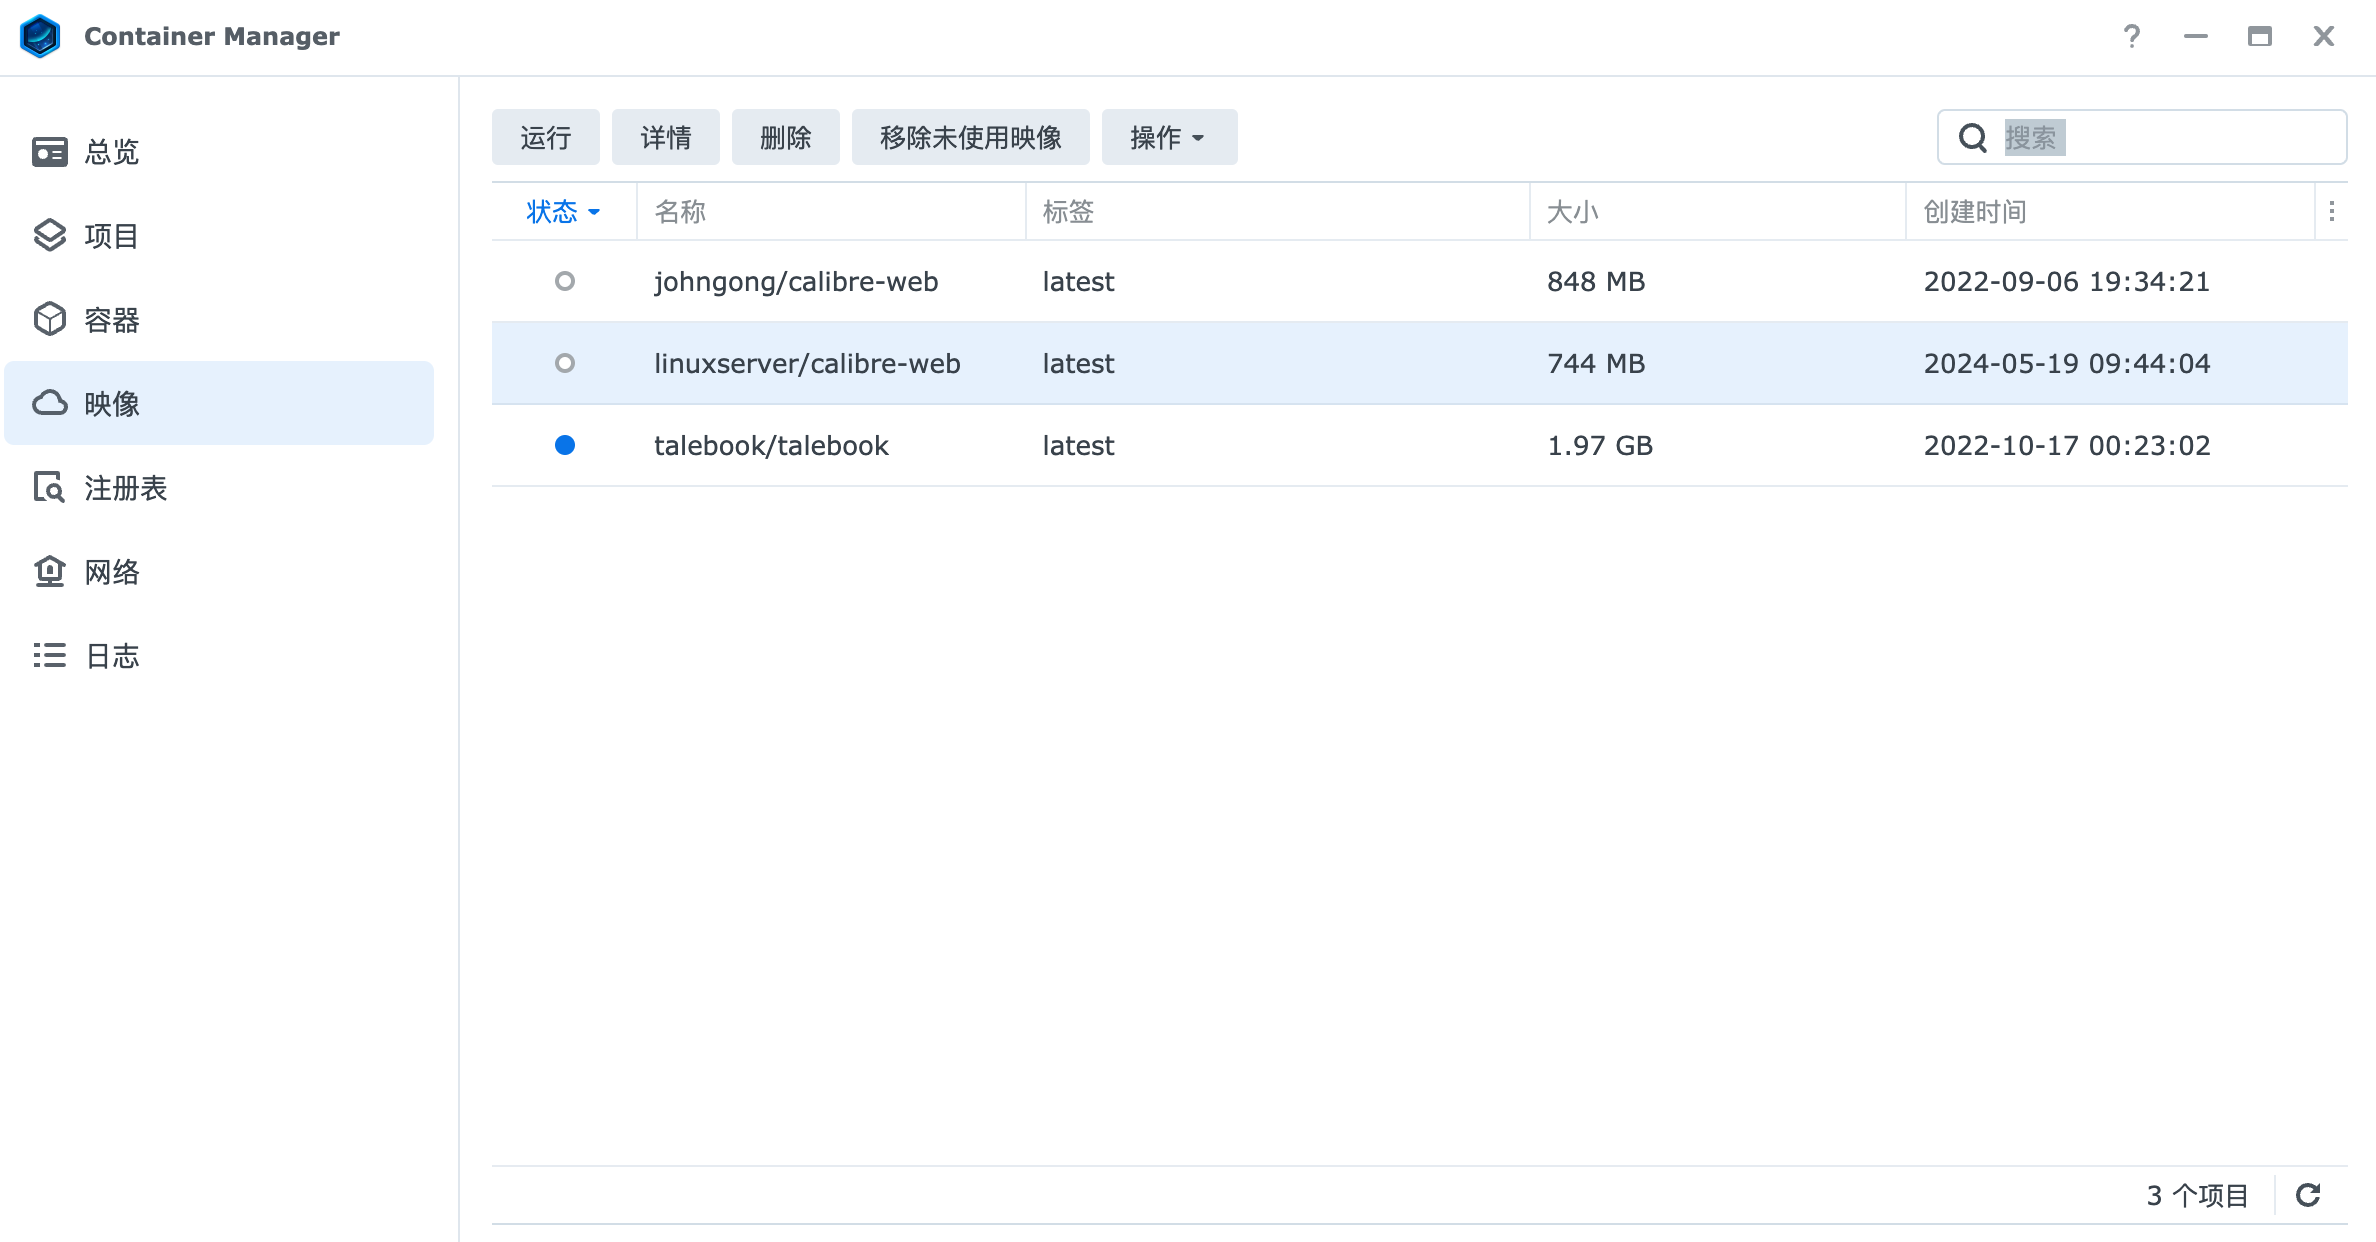 Container Manager
总览
项目
容器
映像
注册表
网络
日志
运行 详情 删除 移除未使用映像 操作 搜索
状态 名称 标签 大小 创建时间
johngong/calibre-web latest 848 MB 2022-09-06 19:34:21
linuxserver/calibre-web latest 744 MB 2024-05-19 09:44:04
talebook/talebook latest 1.97 GB 2022-10-17 00:23:02
3 个项目